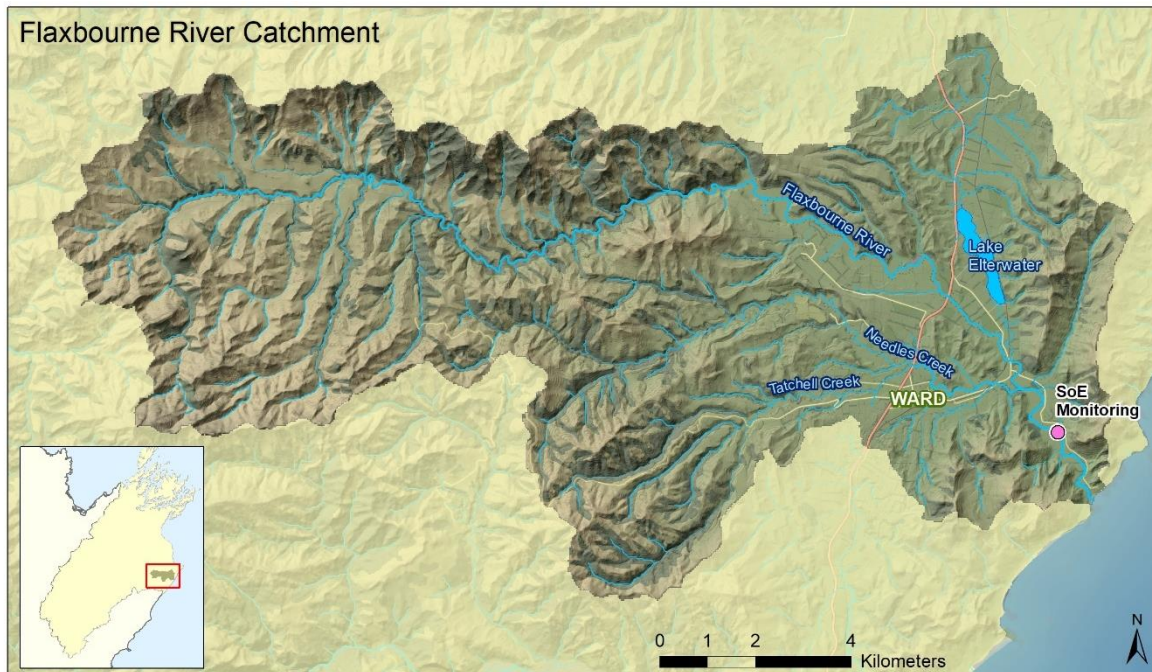 Flaxbourne River Catchment
Flaxbourne River
Lake
Elterwater
Needles Creek
Tatchell Creek
WARD
SoE
Monitoring
N
0 1 2 4
Kilometers